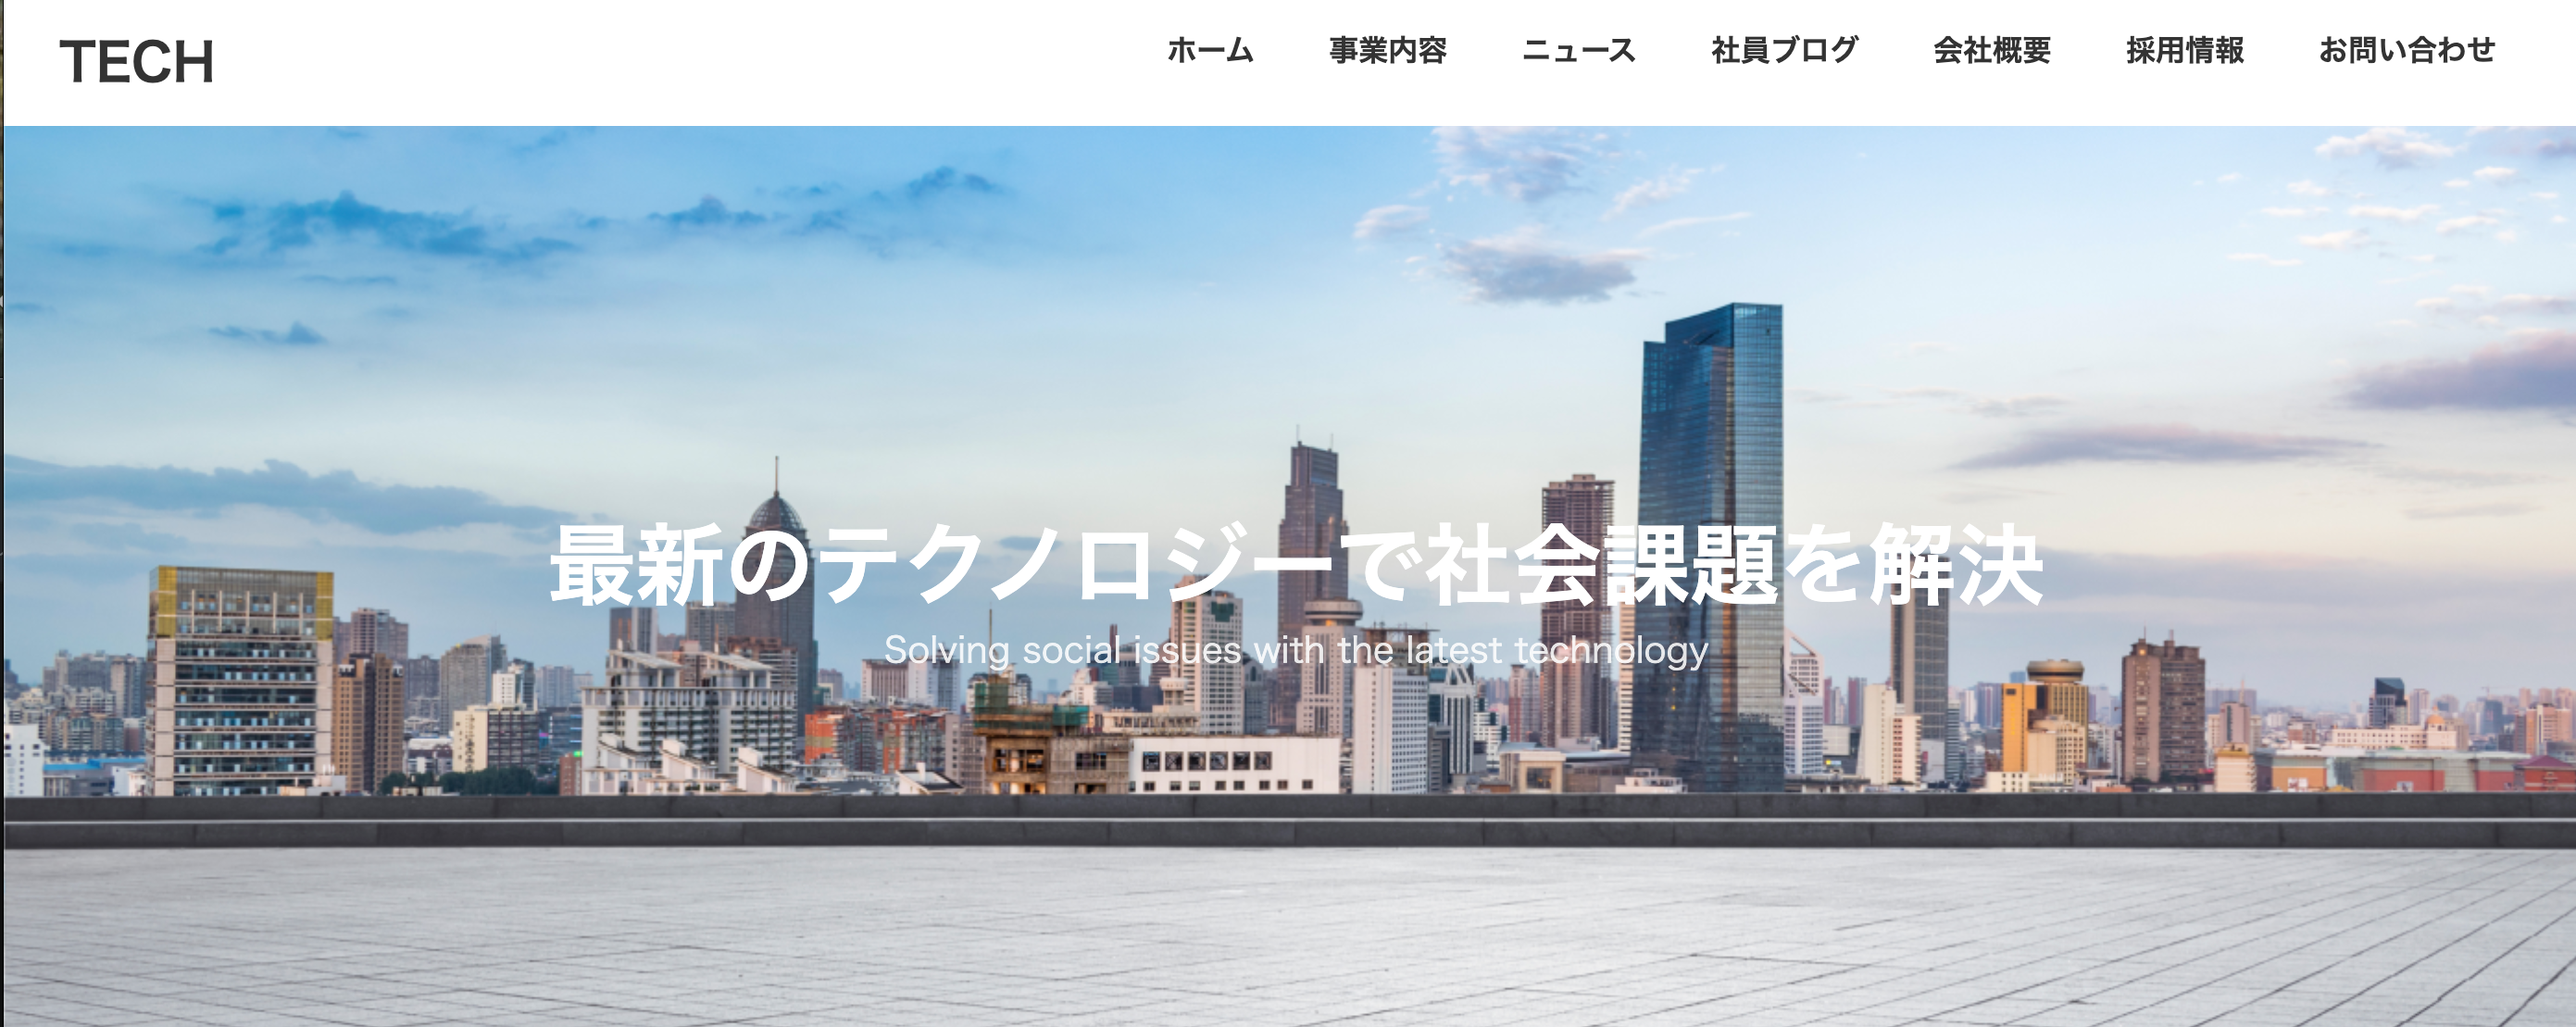 TECH
ホーム 事業内容 ニュース 社員ブログ 会社概要 採用情報 お問い合わせ
最新のテクノロジーで社会課題を解決
Solving social issues with the latest technology